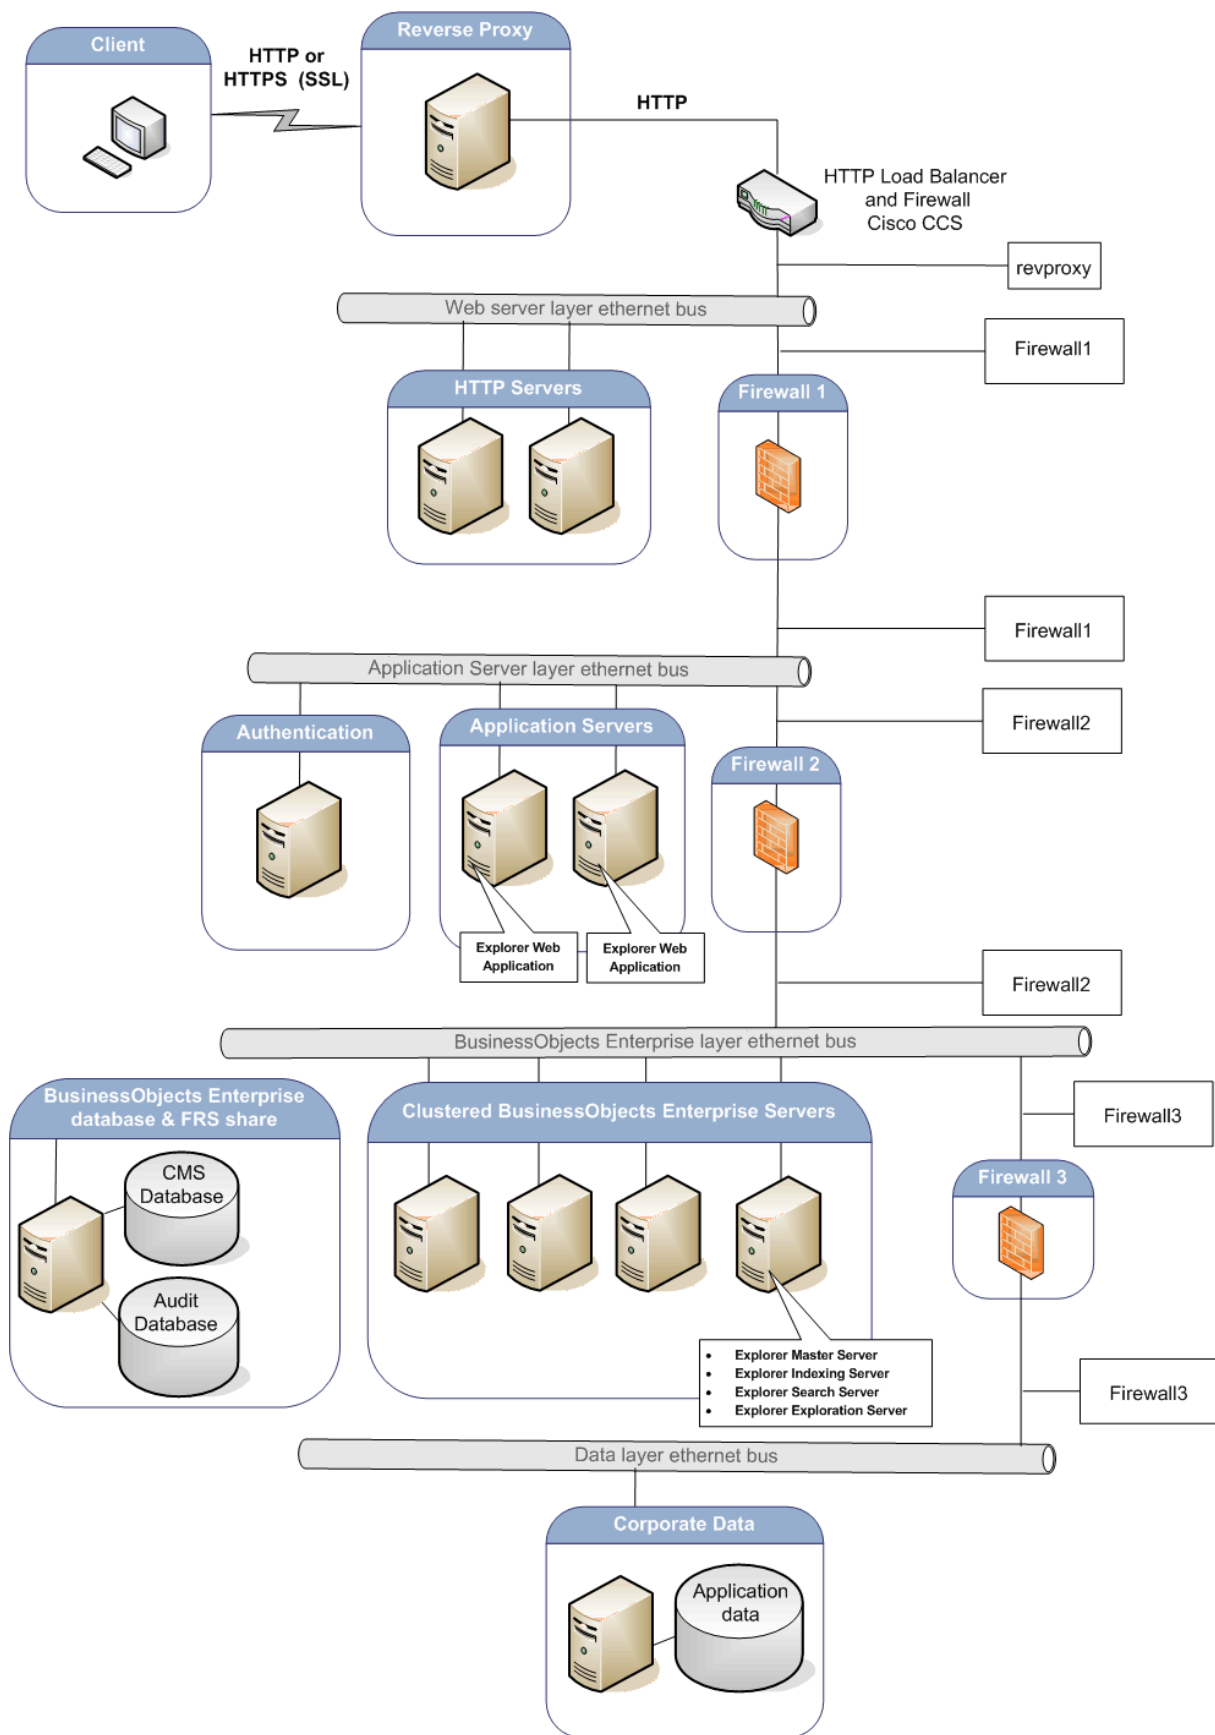 Client
Reverse Proxy
HTTP or
HTTPS (SSL)
HTTP
HTTP Load Balancer
and Firewall
Cisco CCS
revproxy
Web server layer ethernet bus
Firewall1
HTTP Servers
Firewall 1
Firewall1
Application Server layer ethernet bus
Firewall2
Authentication
Application Servers
Firewall 2
Explorer Web
Application
Explorer Web
Application
Firewall2
BusinessObjects Enterprise layer ethernet bus
BusinessObjects Enterprise
database & FRS share
Clustered BusinessObjects Enterprise Servers
Firewall3
CMS
Database
Firewall 3
Audit
Database
• Explorer Master Server
• Explorer Indexing Server
• Explorer Search Server
• Explorer Exploration Server
Firewall3
Data layer ethernet bus
Corporate Data
Application
data